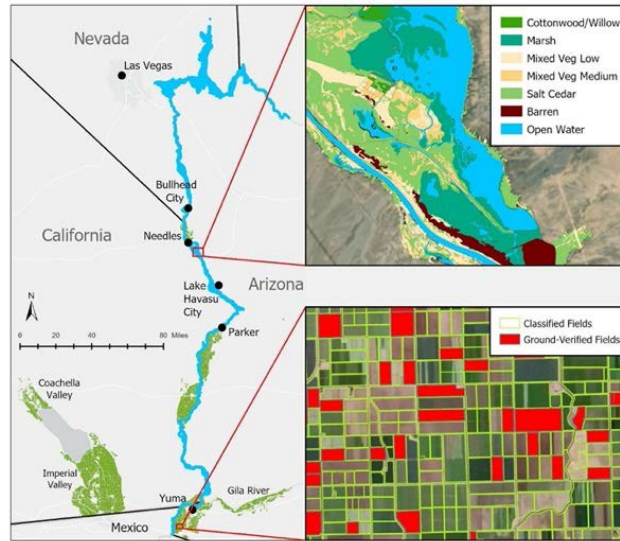 Nevada
Las Vegas
Bullhead
City
California
Needles
Lake
Havasu
City
Arizona
N
Parker
0 20 40 60 80
Miles
Coachella
Valley
Imperial
Valley
Yuma
Gila River
Mexico
Cottonwood/Willow
Marsh
Mixed Veg Low
Mixed Veg Medium
Salt Cedar
Barren
Open Water
Classified Fields
Ground-Verified Fields